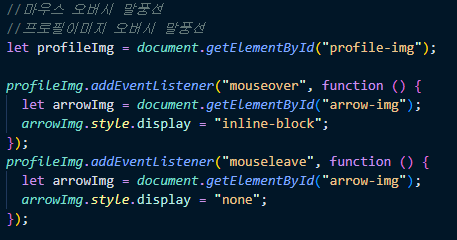 //마우스 오버시 말풍선
//프로필이미지 오버시 말풍선
let profileImg = document.getElementById("profile-img");

profileImg.addEventListener("mouseover", function () {
  let arrowImg = document.getElementById("arrow-img");
  arrowImg.style.display = "inline-block";
});
profileImg.addEventListener("mouseleave", function () {
  let arrowImg = document.getElementById("arrow-img");
  arrowImg.style.display = "none";
});